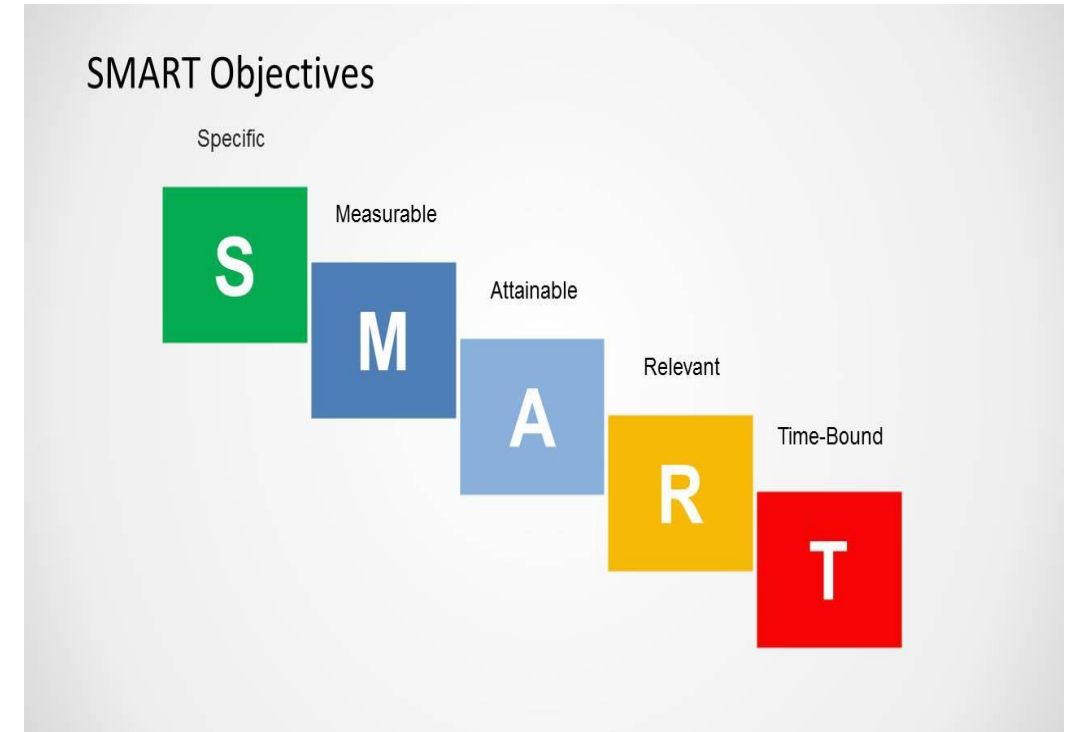 SMART Objectives
Specific
S
Measurable
M
Attainable
A
Relevant
R
Time-Bound
T